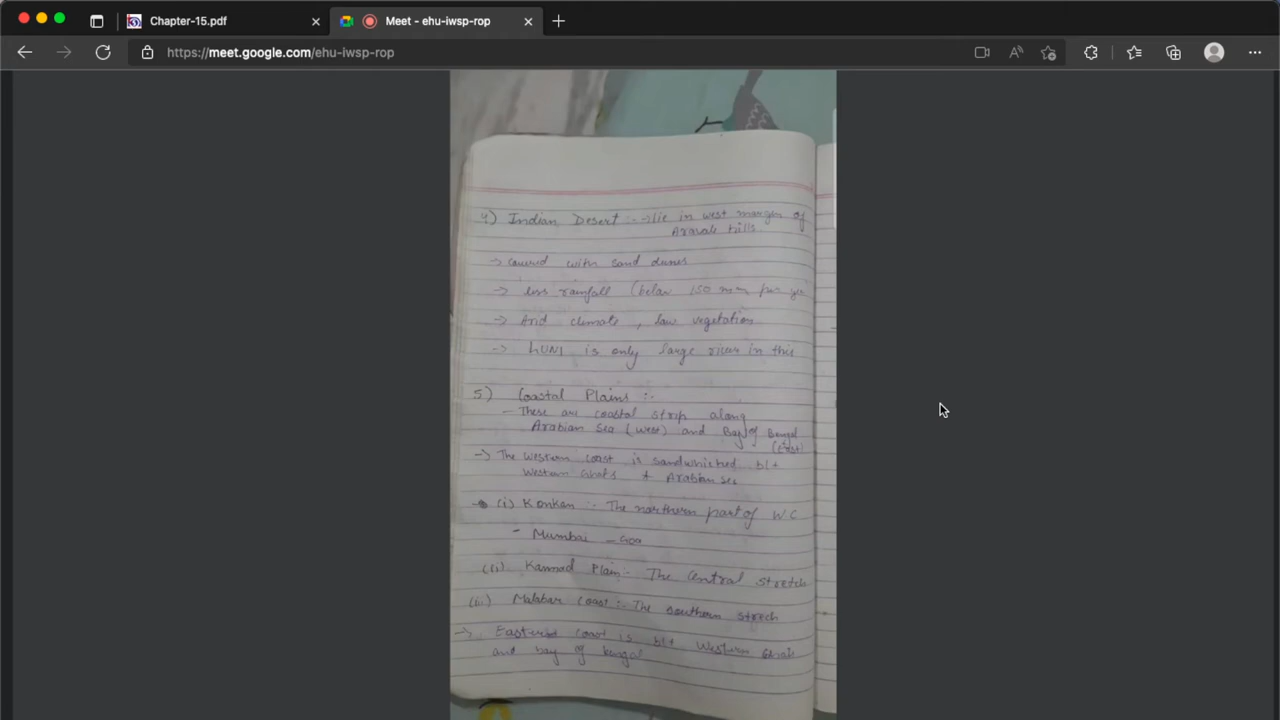 Chapter-15.pdf
Meet - ehu-iwsp-rop
https://meet.google.com/ehu-iwsp-rop
4) Indian Desert :- → lie in west margin of
Aravali hills.
→ covered with sand dunes
→ less rainfall (below 150 mm per
→ Arid climate, low vegetation
→ LUNI is only large river in this
5) Coastal Plains :-
- These are coastal strip along
Arabian Sea (West) and Bay of Bengal
(East)
→ The western coast is sandwhiched b/t
Western Ghats & Arabian sea
→ (i) Konkan :- The northern part of W.C
- Mumbai - Goa
(ii) Kannad Plain :- The Central stretch
(iii) Malabar Coast :- The southern strech
→ Eastern coast is b/t Western Ghats
and bay of bengal